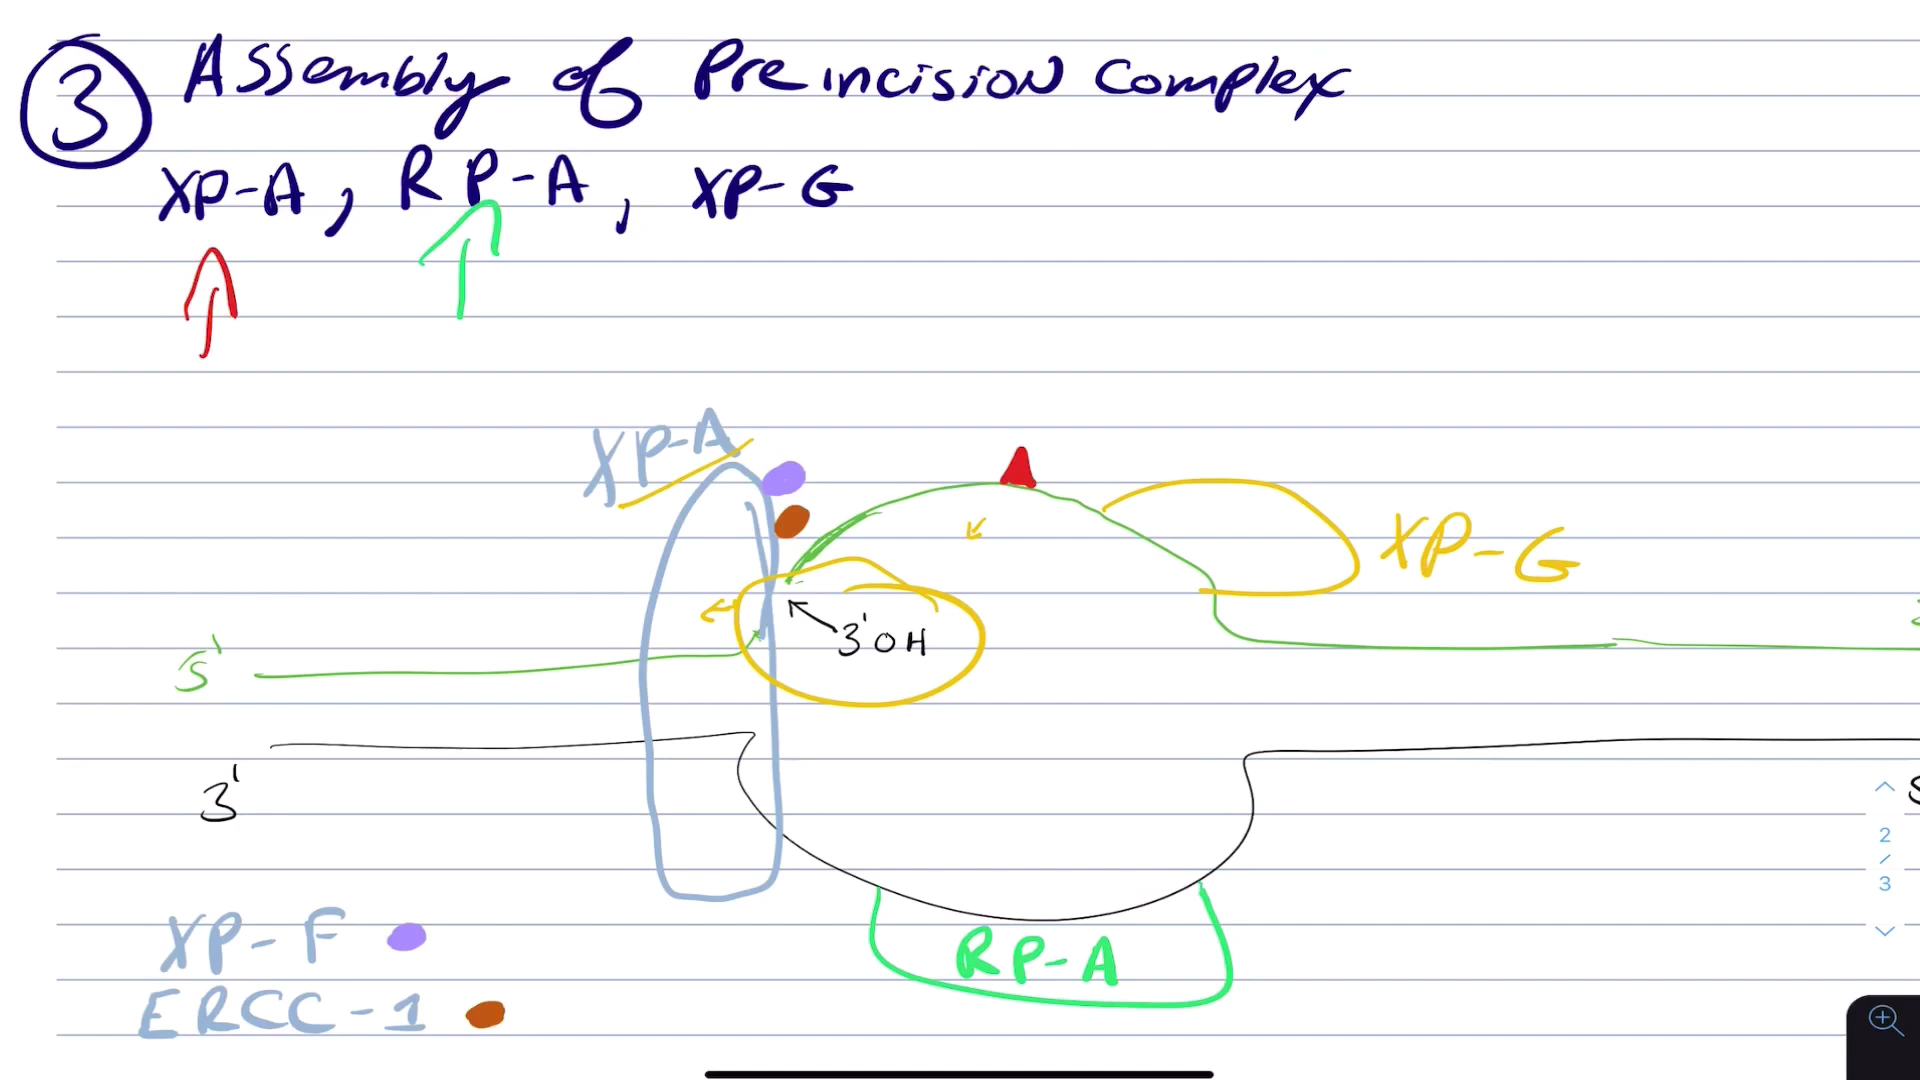 3 Assembly of Preincision Complex
XP-A, RP-A, XP-G
XP-A
XP-G
3'OH
5'
3'
RP-A
XP-F
ERCC-1
2
/
3